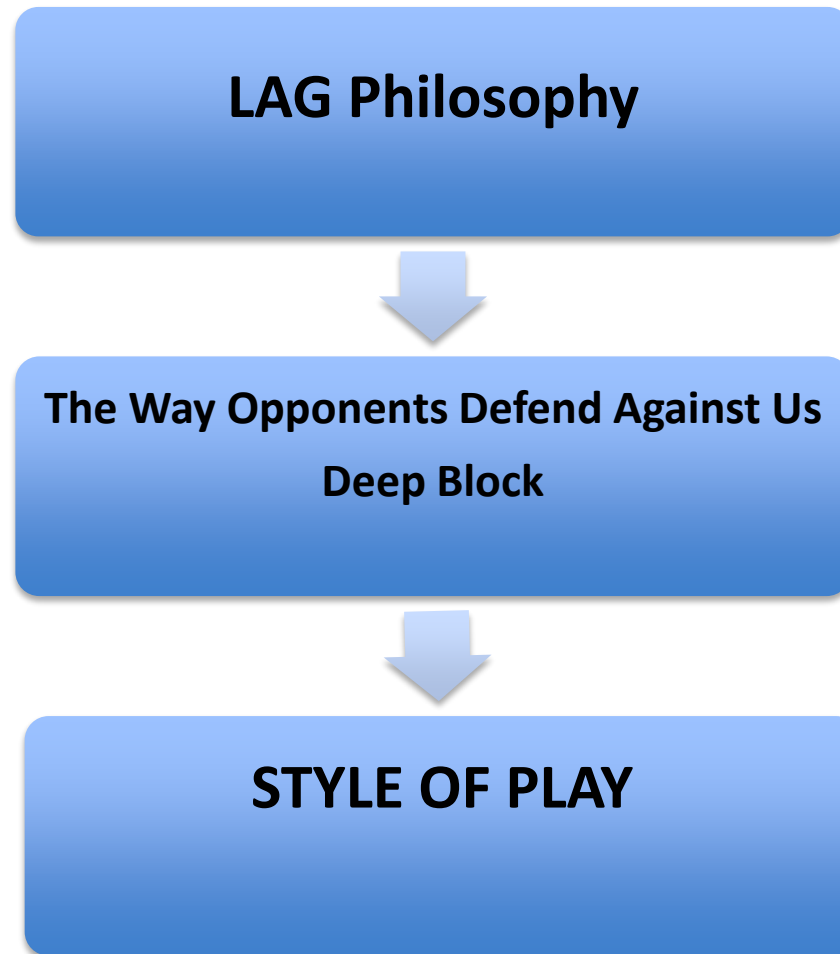 LAG Philosophy
The Way Opponents Defend Against Us
Deep Block
STYLE OF PLAY